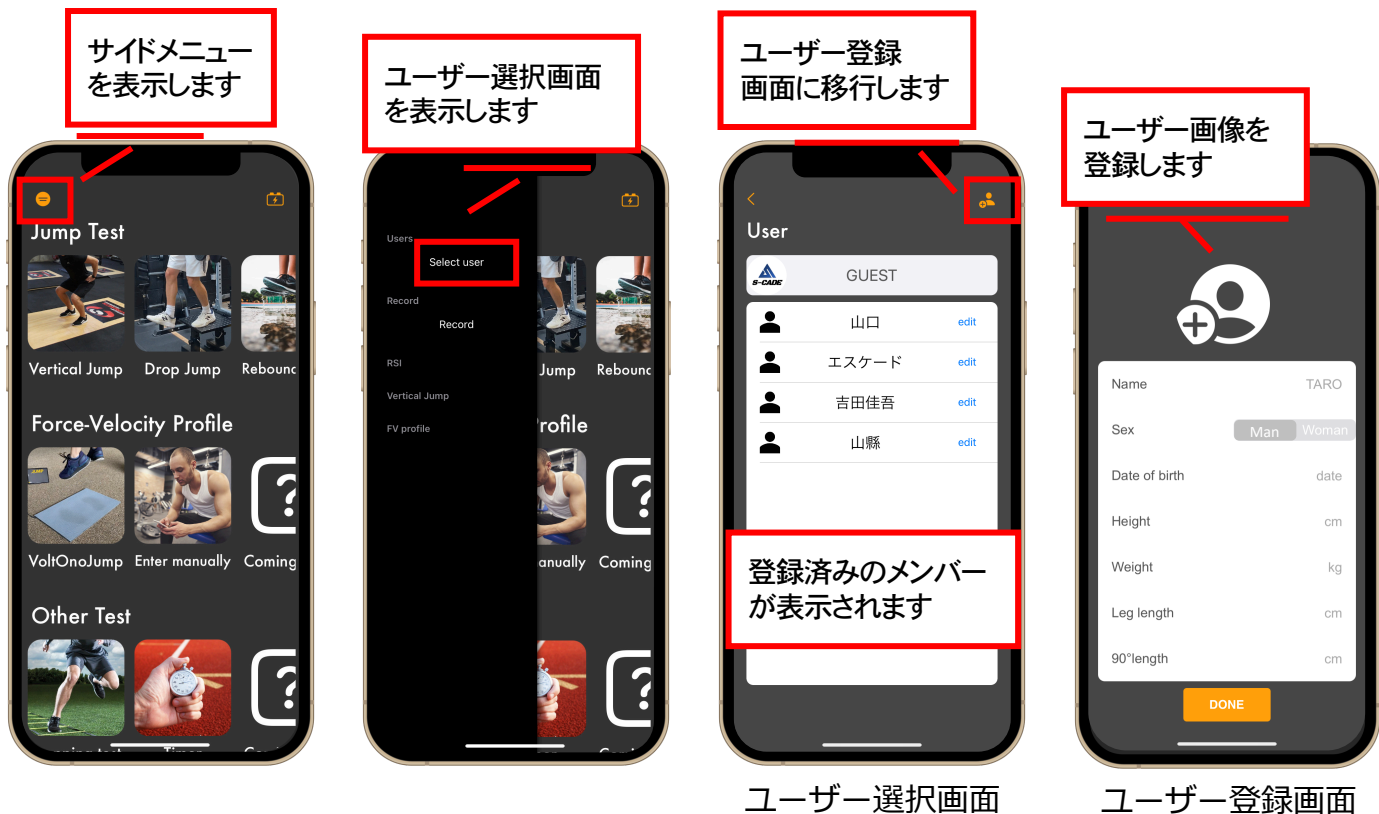 サイドメニュー
を表示します
Jump Test
Vertical Jump
Drop Jump
Reboun
Force-Velocity Profile
VoltOnoJump
Enter manually
Coming
Other Test
Timer
ユーザー選択画面
を表示します
Users
Select user
Record
Record
RSI
Vertical Jump
FV profile
Jump
Reboun
rofile
anually
Coming
ユーザー登録
画面に移行します
User
S-CADE
GUEST
山口
edit
エスケード
edit
吉田佳吾
edit
山縣
edit
登録済みのメンバー
が表示されます
ユーザー選択画面
ユーザー画像を
登録します
Name
TARO
Sex
Man
Woman
Date of birth
date
Height
cm
Weight
kg
Leg length
cm
90°length
cm
DONE
ユーザー登録画面